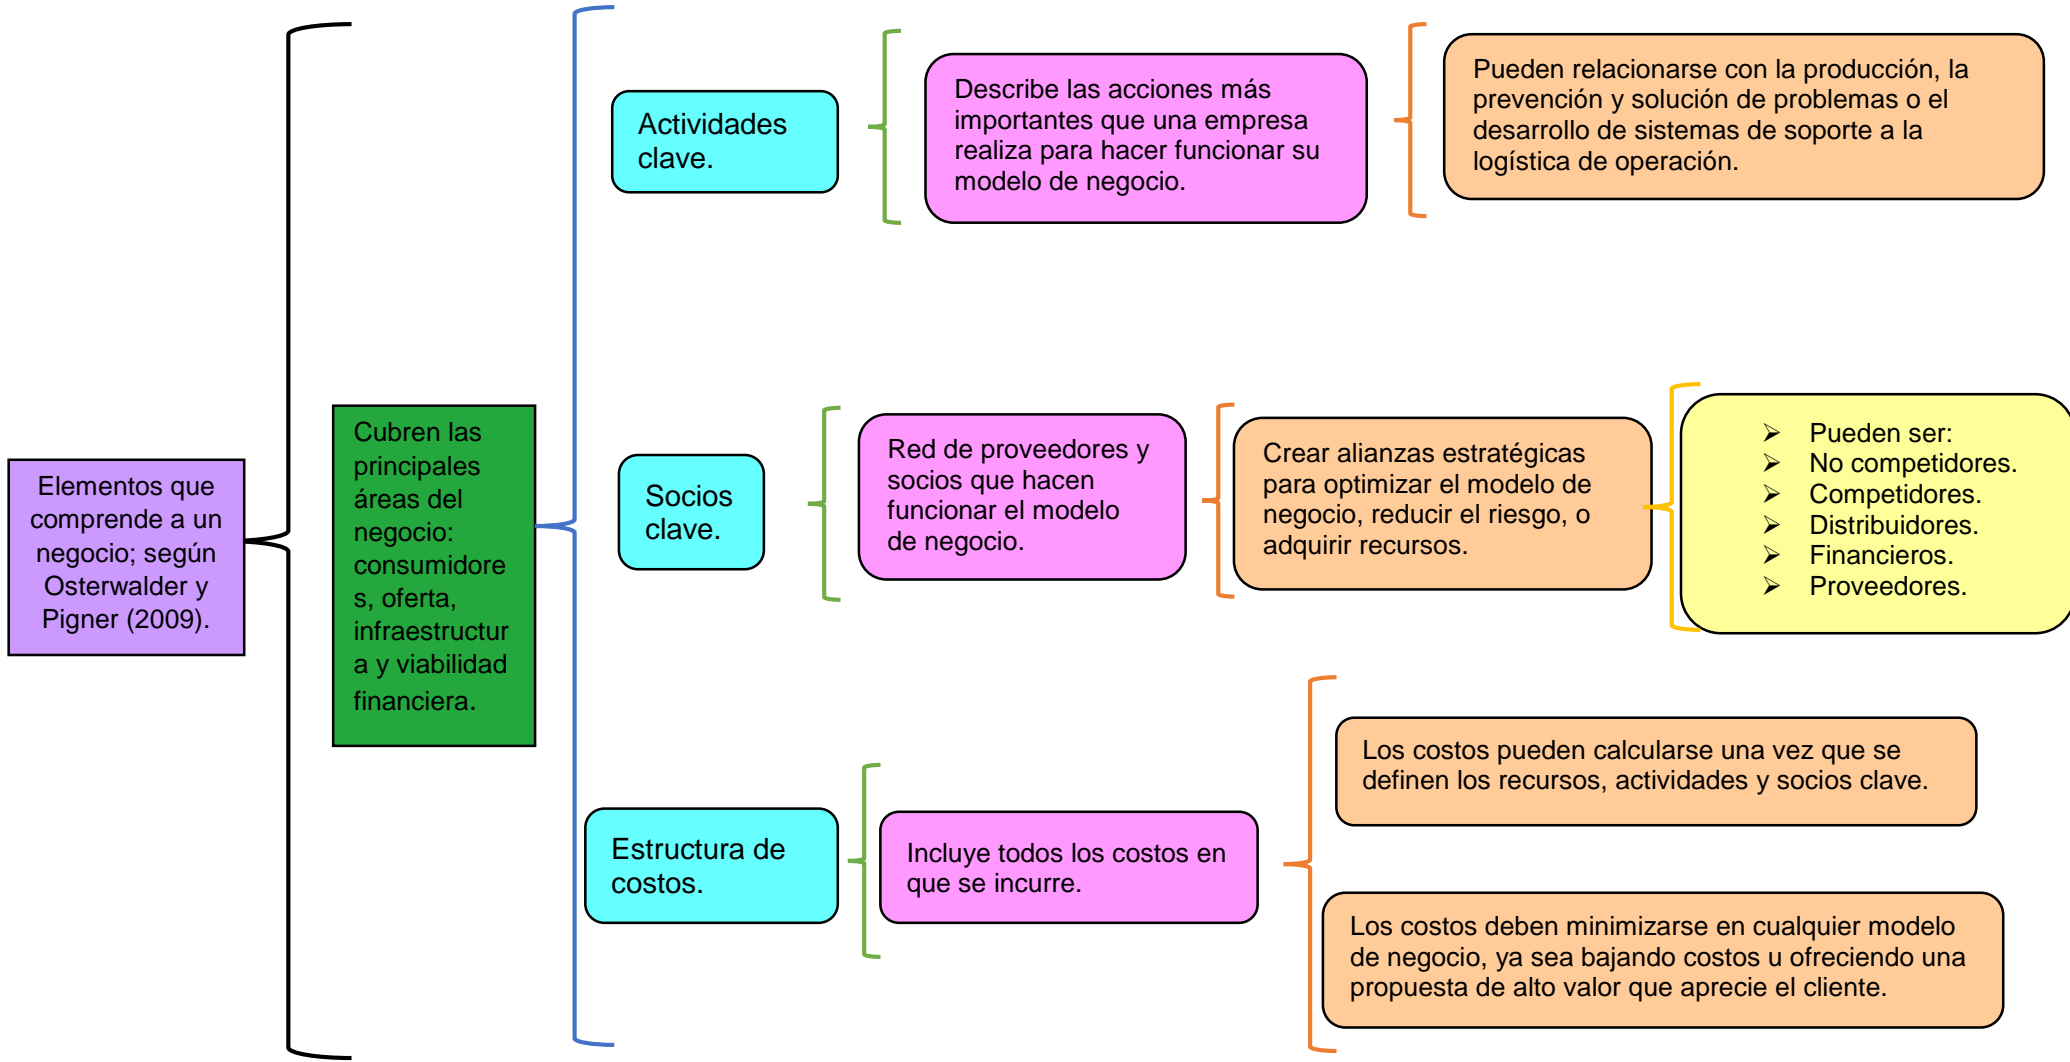 Elementos que
comprende a un
negocio; según
Osterwalder y
Pigner (2009).
Cubren las
principales
áreas del
negocio:
consumidore
s, oferta,
infraestructur
a y viabilidad
financiera.
Actividades
clave.
Describe las acciones más
importantes que una empresa
realiza para hacer funcionar su
modelo de negocio.
Pueden relacionarse con la producción, la
prevención y solución de problemas o el
desarrollo de sistemas de soporte a la
logística de operación.
Socios
clave.
Red de proveedores y
socios que hacen
funcionar el modelo
de negocio.
Crear alianzas estratégicas
para optimizar el modelo de
negocio, reducir el riesgo, o
adquirir recursos.
➢ Pueden ser:
➢ No competidores.
➢ Competidores.
➢ Distribuidores.
➢ Financieros.
➢ Proveedores.
Estructura de
costos.
Incluye todos los costos en
que se incurre.
Los costos pueden calcularse una vez que se
definen los recursos, actividades y socios clave.
Los costos deben minimizarse en cualquier modelo
de negocio, ya sea bajando costos u ofreciendo una
propuesta de alto valor que aprecie el cliente.